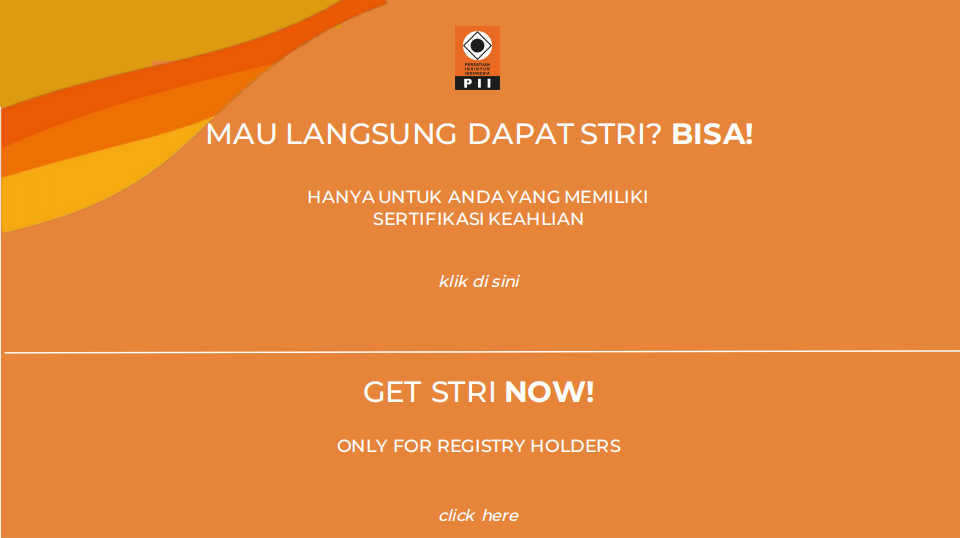 PERSATUAN
INSINYUR
INDONESIA
PII
MAU LANGSUNG DAPAT STRI? BISA!
HANYA UNTUK ANDA YANG MEMILIKI
SERTIFIKASI KEAHLIAN
klik di sini
GET STRI NOW!
ONLY FOR REGISTRY HOLDERS
click here